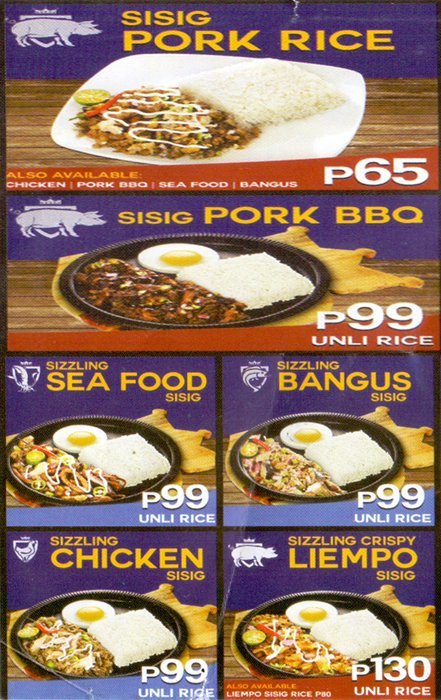 SISIG
PORK RICE
ALSO AVAILABLE:
CHICKEN | PORK BBQ | SEA FOOD | BANGUS
P65
SISIG PORK BBQ
P99
UNLI RICE
SIZZLING
SEA FOOD
SISIG
P99
UNLI RICE
SIZZLING
BANGUS
SISIG
P99
UNLI RICE
SIZZLING
CHICKEN
SISIG
P99
UNLI RICE
SIZZLING CRISPY
LIEMPO
SISIG
ALSO AVAILABLE:
LIEMPO SISIG RICE P80
P130
UNLI RICE